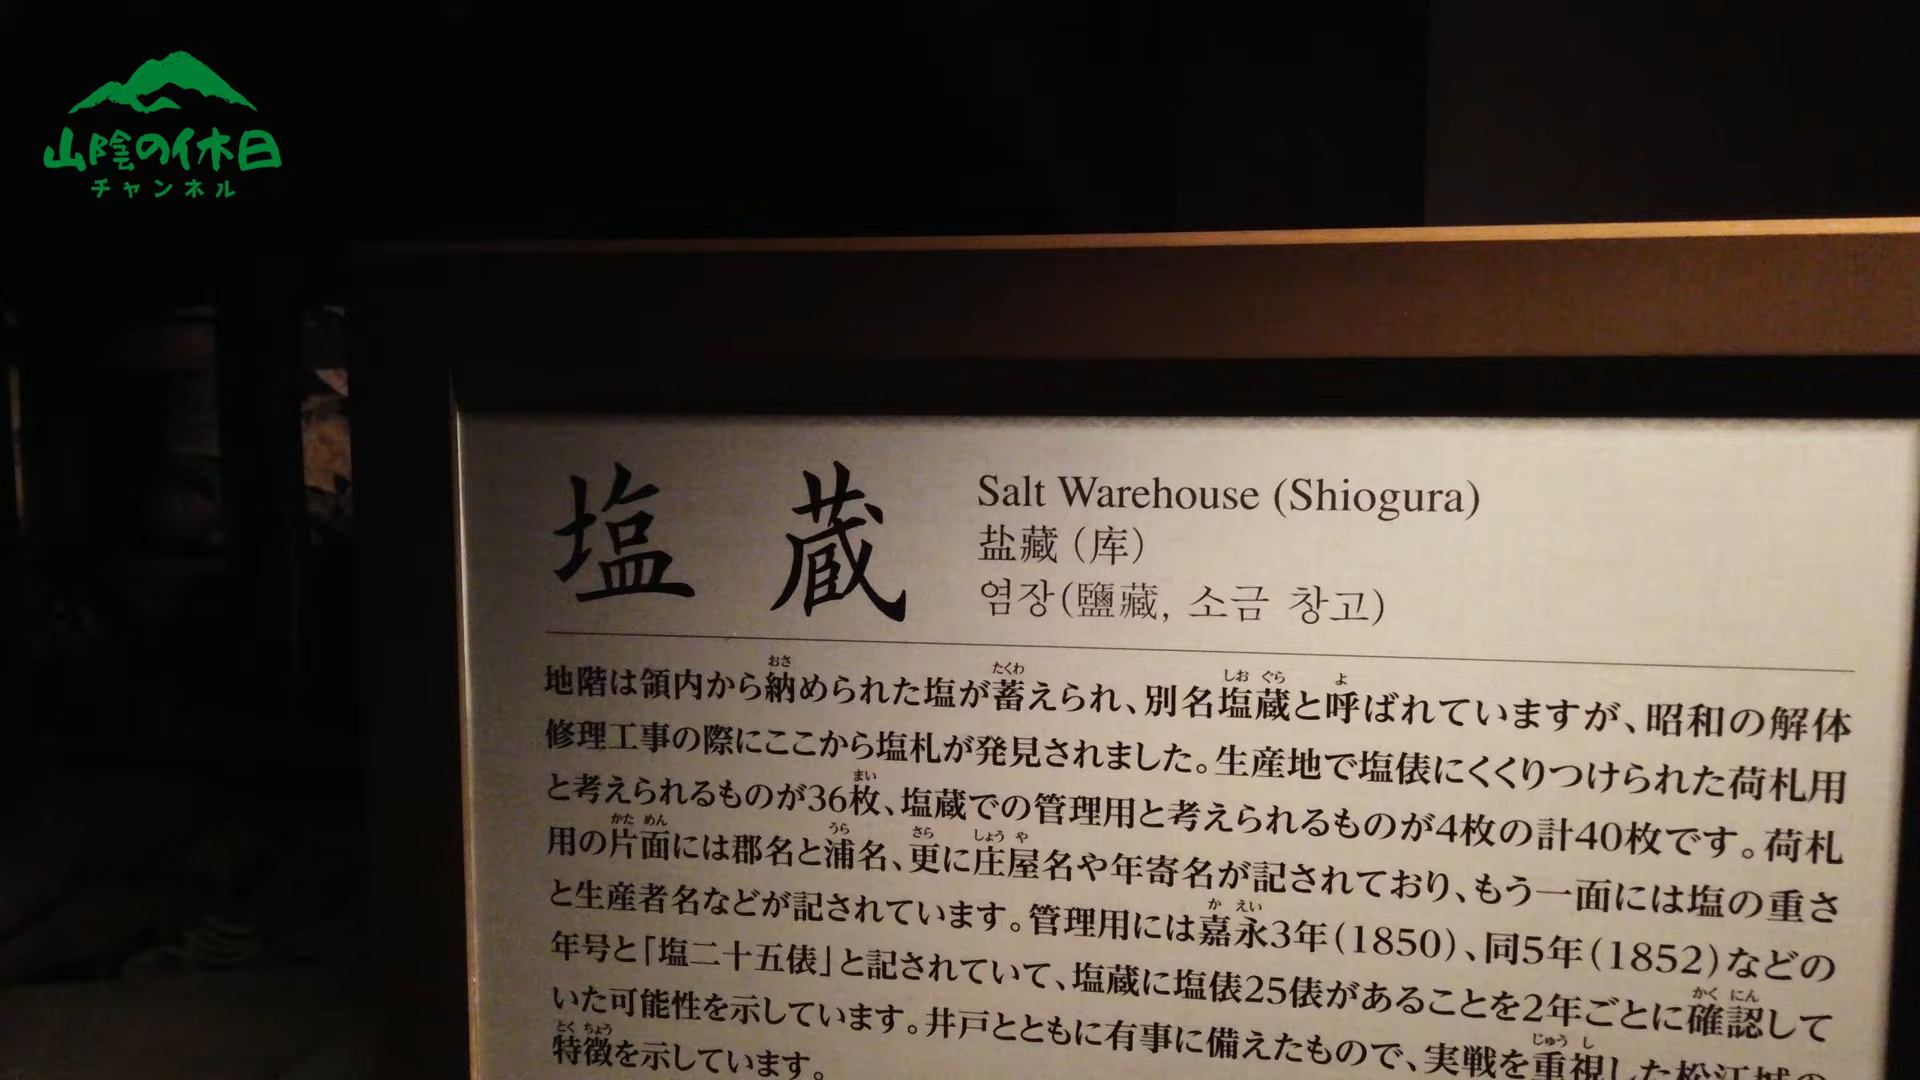 山陰の休日
チャンネル
塩蔵
Salt Warehouse (Shiogura)
盐藏（库）
염장(鹽藏, 소금 창고)
地階は領内から納められた塩が蓄えられ、別名塩蔵と呼ばれていますが、昭和の解体
修理工事の際にここから塩札が発見されました。生産地で塩俵にくくりつけられた荷札用
と考えられるものが36枚、塩蔵での管理用と考えられるものが4枚の計40枚です。荷札
用の片面には郡名と浦名、更に庄屋名や年寄名が記されており、もう一面には塩の重さ
と生産者名などが記されています。管理用には嘉永3年(1850)、同5年(1852)などの
年号と「塩二十五俵」と記されていて、塩蔵に塩俵25俵があることを2年ごとに確認して
いた可能性を示しています。井戸とともに有事に備えたもので、実戦を重視した松江城の
特徴を示しています。